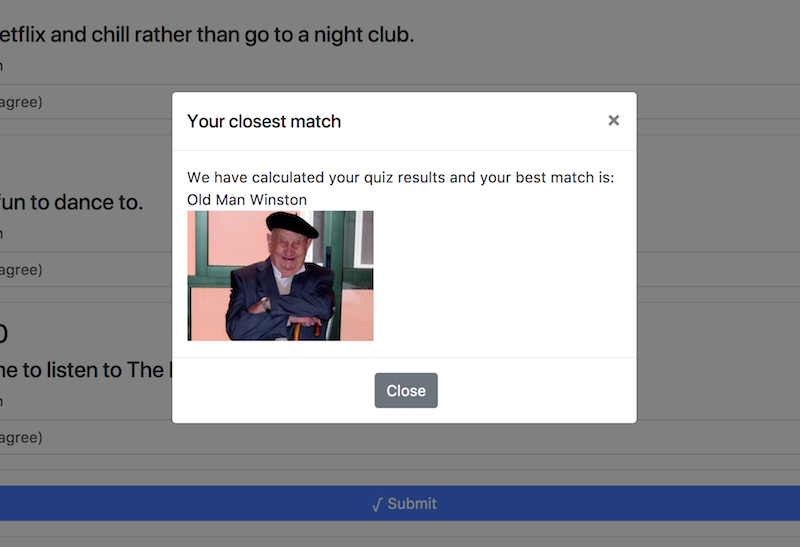 etflix and chill rather than go to a night club.
agree)
Your closest match
×
We have calculated your quiz results and your best match is:
Old Man Winston
fun to dance to.
agree)
0
ne to listen to The
agree)
Close
√ Submit